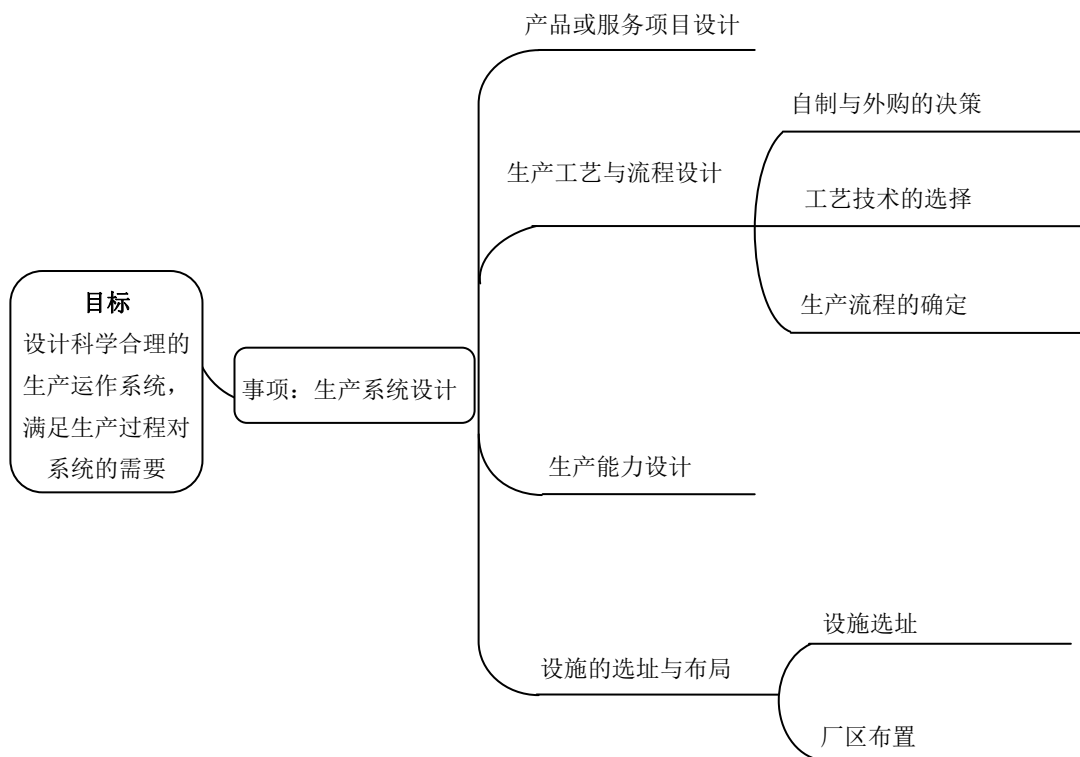 产品或服务项目设计
自制与外购的决策
生产工艺与流程设计
工艺技术的选择
生产流程的确定
目标
设计科学合理的
生产运作系统，
满足生产过程对
系统的需要
事项：生产系统设计
生产能力设计
设施选址
设施的选址与布局
厂区布置